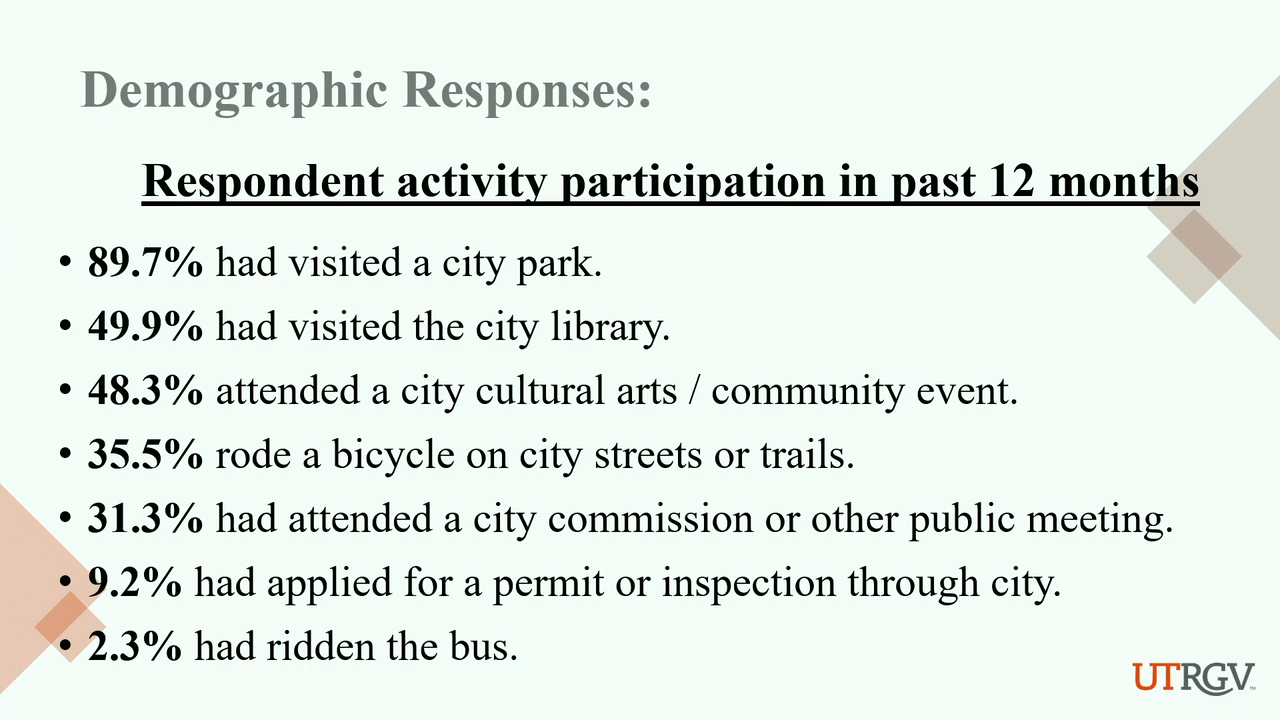 Demographic Responses:
Respondent activity participation in past 12 months
• 89.7% had visited a city park.
• 49.9% had visited the city library.
• 48.3% attended a city cultural arts / community event.
• 35.5% rode a bicycle on city streets or trails.
• 31.3% had attended a city commission or other public meeting.
• 9.2% had applied for a permit or inspection through city.
• 2.3% had ridden the bus.
UTRGV™